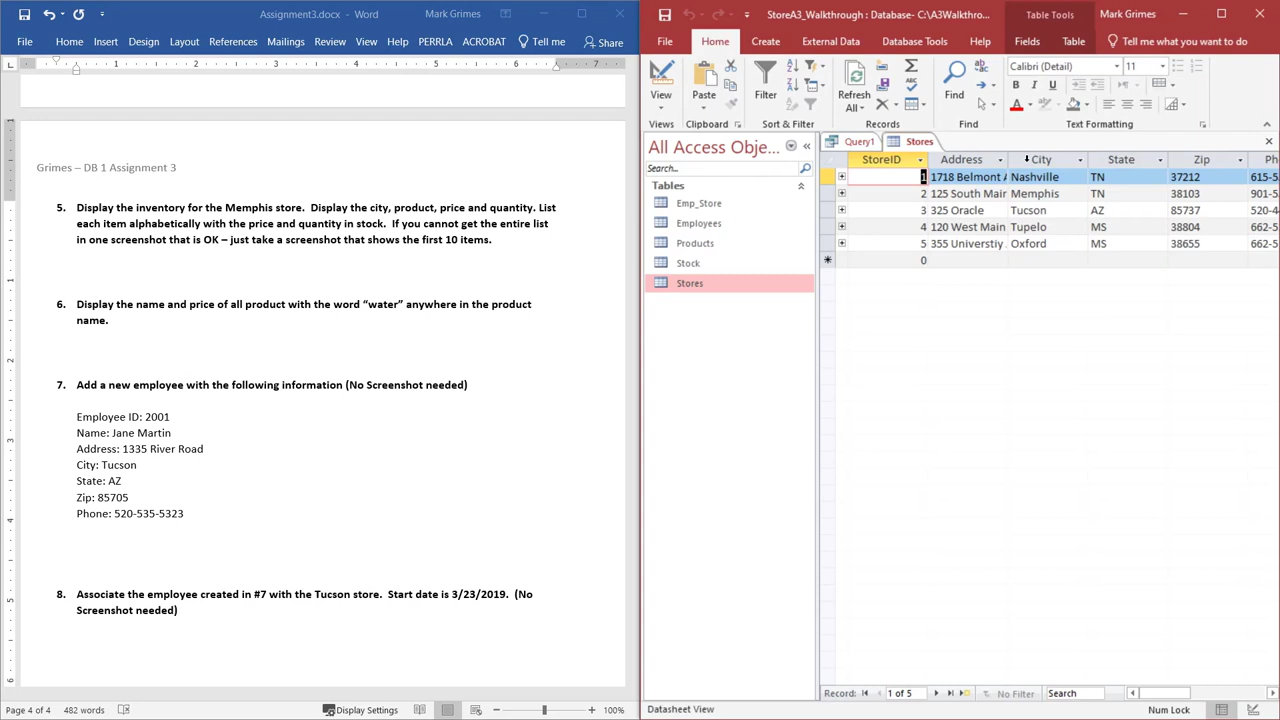 Assignment3.docx - Word
Mark Grimes
File Home Insert Design Layout References Mailings Review View Help PERRLA ACROBAT Tell me Share
1 2 3 4 5 6 7
Grimes – DB 1 Assignment 3
5. Display the inventory for the Memphis store. Display the city, product, price and quantity. List
each item alphabetically with the price and quantity in stock. If you cannot get the entire list
in one screenshot that is OK – just take a screenshot that shows the first 10 items.
6. Display the name and price of all product with the word “water” anywhere in the product
name.
7. Add a new employee with the following information (No Screenshot needed)
Employee ID: 2001
Name: Jane Martin
Address: 1335 River Road
City: Tucson
State: AZ
Zip: 85705
Phone: 520-535-5323
8. Associate the employee created in #7 with the Tucson store. Start date is 3/23/2019. (No
Screenshot needed)
Page 4 of 4 482 words Display Settings 100%
StoreA3_Walkthrough : Database- C:\A3Walkthro...
Table Tools
Mark Grimes
File Home Create External Data Database Tools Help Fields Table Tell me what you want to do
View Paste Filter Refresh All Find Calibri (Detail) 11
B I U
Views Clipboard Sort & Filter Records Find Text Formatting
All Access Obje...
Search...
Tables
Emp_Store
Employees
Products
Stock
Stores
Query1 Stores
StoreID Address City State Zip Ph
1 1718 Belmont A Nashville TN 37212 615-5
2 125 South Main Memphis TN 38103 901-5
3 325 Oracle Tucson AZ 85737 520-5
4 120 West Main Tupelo MS 38804 662-5
5 355 Universtiy Oxford MS 38655 662-5
0
Record: 1 of 5 No Filter Search
Datasheet View Num Lock